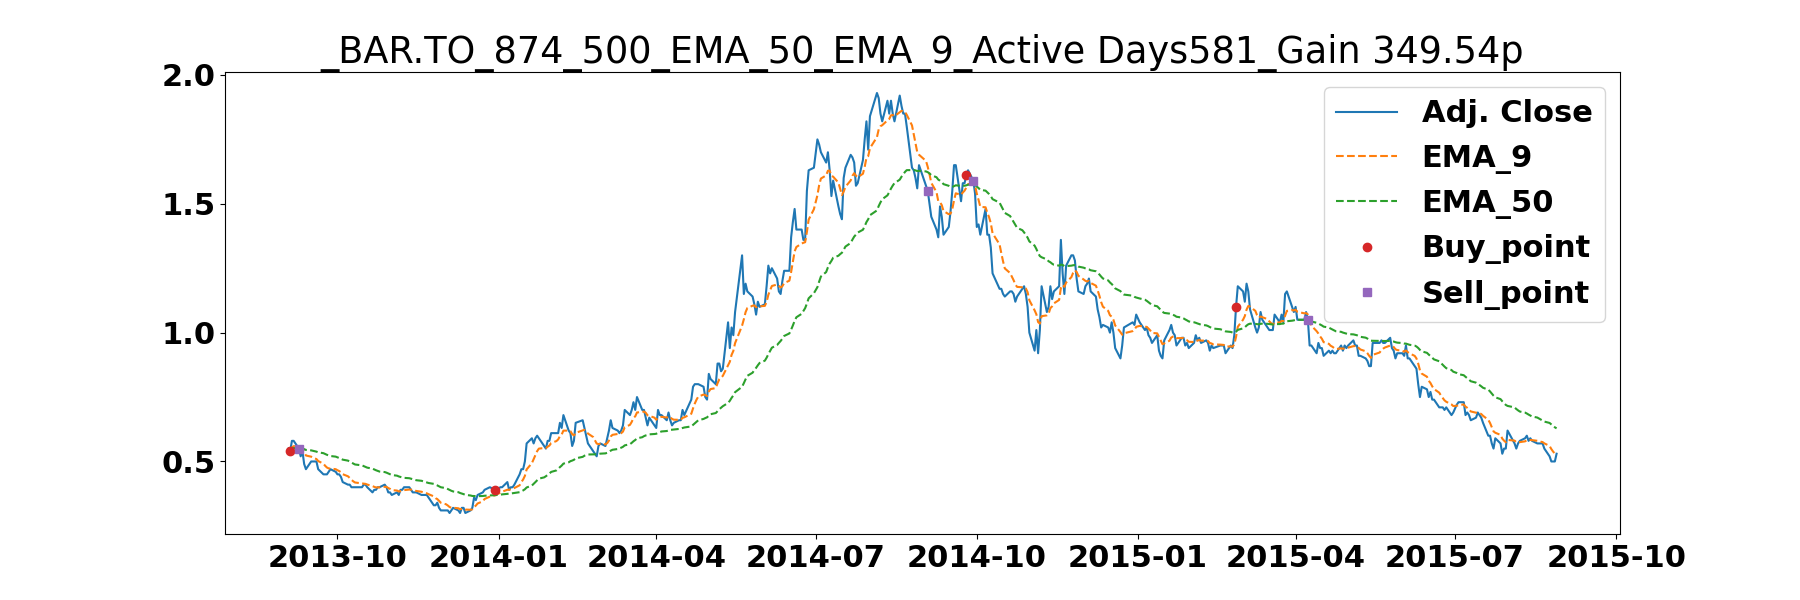 _BAR.TO_874_500_EMA_50_EMA_9_Active Days581_Gain 349.54p
2.0
1.5
1.0
0.5
Adj. Close
EMA_9
EMA_50
Buy_point
Sell_point
2013-10 2014-01 2014-04 2014-07 2014-10 2015-01 2015-04 2015-07 2015-10